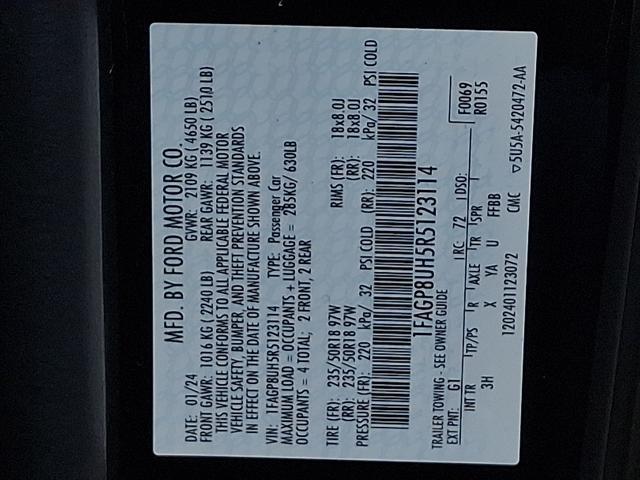 MFD. BY FORD MOTOR CO.
DATE: 01/24 GVWR: 2109 KG ( 4650 LB)
FRONT GAWR: 1016 KG ( 2240 LB) REAR GAWR: 1139 KG ( 2510 LB)
THIS VEHICLE CONFORMS TO ALL APPLICABLE FEDERAL MOTOR
VEHICLE SAFETY, BUMPER, AND THEFT PREVENTION STANDARDS
IN EFFECT ON THE DATE OF MANUFACTURE SHOWN ABOVE.
VIN: 1FAGP8UH5R5123114 TYPE: Passenger Car
MAXIMUM LOAD = OCCUPANTS + LUGGAGE = 285KG/ 630LB
OCCUPANTS = 4 TOTAL; 2 FRONT, 2 REAR
TIRE (FR): 235/50R18 97W RIMS (FR): 18x8.0J
(RR): 235/50R18 97W (RR): 18x8.0J
PRESSURE (FR): 220 kPa/ 32 PSI COLD (RR): 220 kPa/ 32 PSI COLD
1FAGP8UH5R5123114
TRAILER TOWING - SEE OWNER GUIDE F0069
EXT PNT: G1 RC: 72 DSO: R0155
INT TR TP/PS R AXLE TR SPR
3H X YA U FFBB
1202401123072 CMC ▽5U5A-5420472-AA